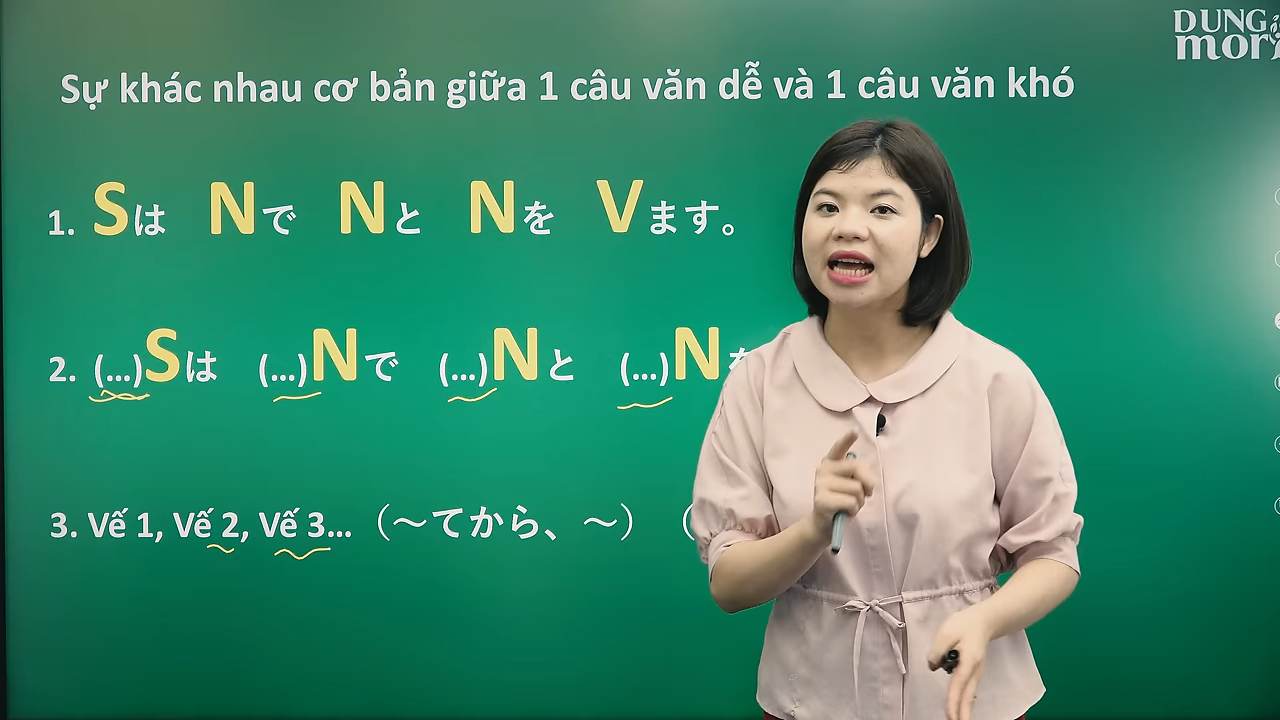 DUNG
mori
Sự khác nhau cơ bản giữa 1 câu văn dễ và 1 câu văn khó
1. Sは Nで Nと Nを Vます。
2. (...)Sは (...)Nで (...)Nと (...)N
3. Vế 1, Vế 2, Vế 3... (～てから、～) (